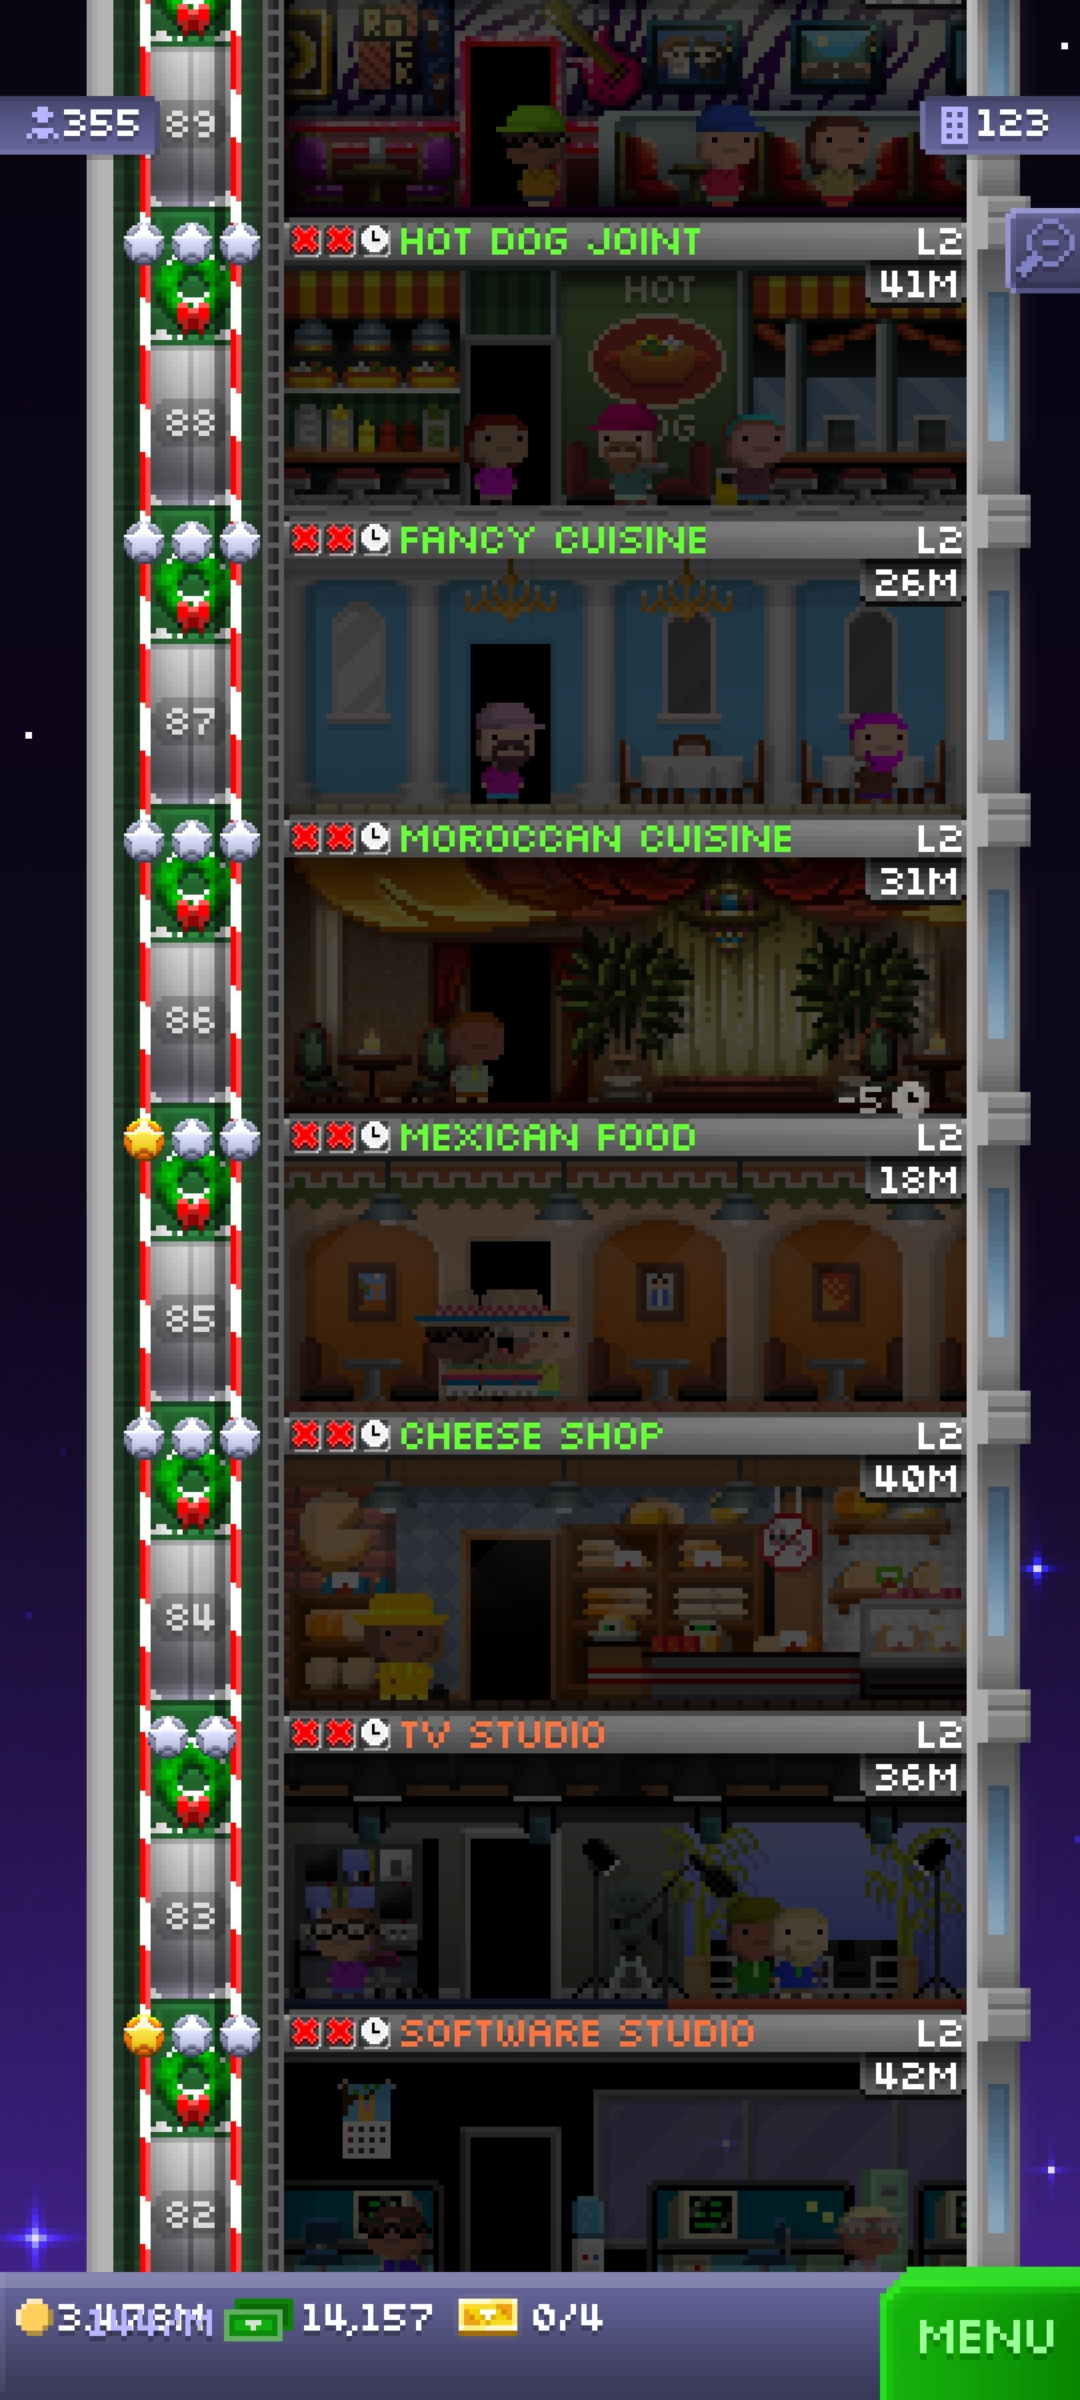 355
89
123
HOT DOG JOINT L2
41M
HOT
88
FANCY CUISINE L2
26M
87
MOROCCAN CUISINE L2
31M
86
-5
MEXICAN FOOD L2
18M
85
CHEESE SHOP L2
40M
84
TV STUDIO L2
36M
83
SOFTWARE STUDIO L2
42M
82
14,157
0/4
MENU